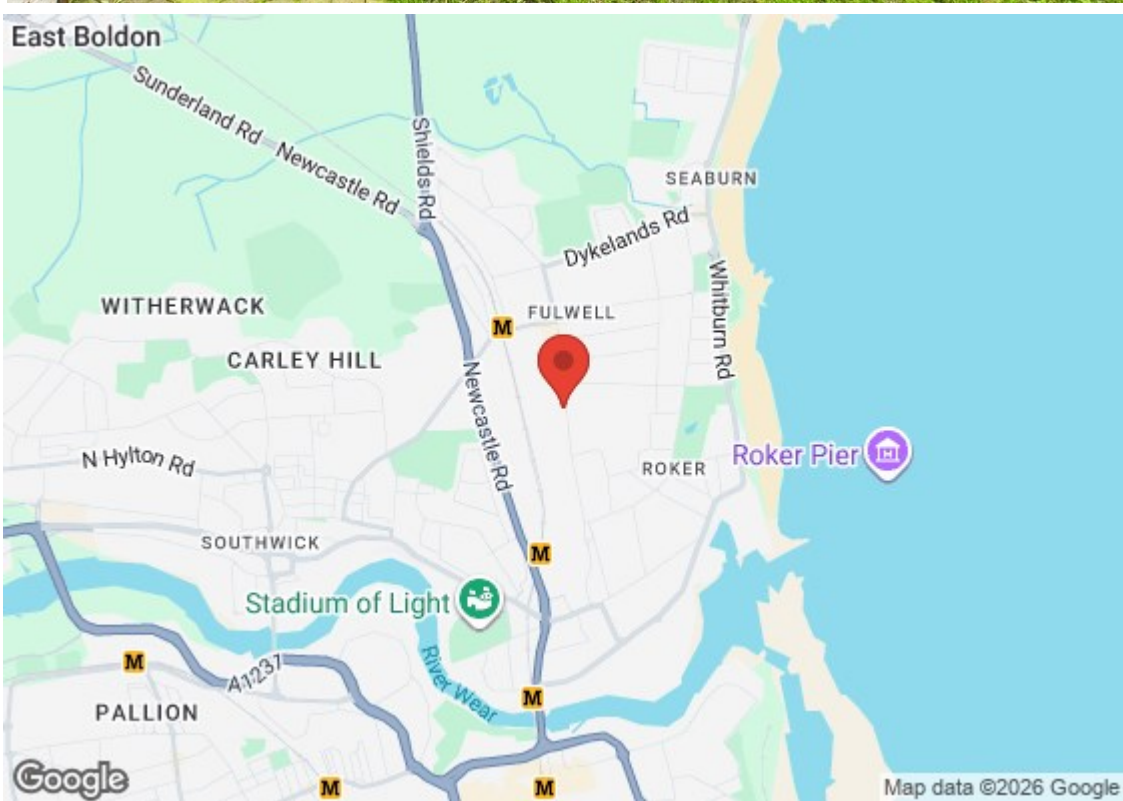 East Boldon
Sunderland Rd
Newcastle Rd
Shields Rd
SEABURN
Dykelands Rd
Whitburn Rd
WITHERWACK
FULWELL
M
CARLEY HILL
Newcastle Rd
N Hylton Rd
ROKER
Roker Pier
SOUTHWICK
M
Stadium of Light
River Wear
M
A1231
M
PALLION
M
M
Google
Map data ©2026 Google